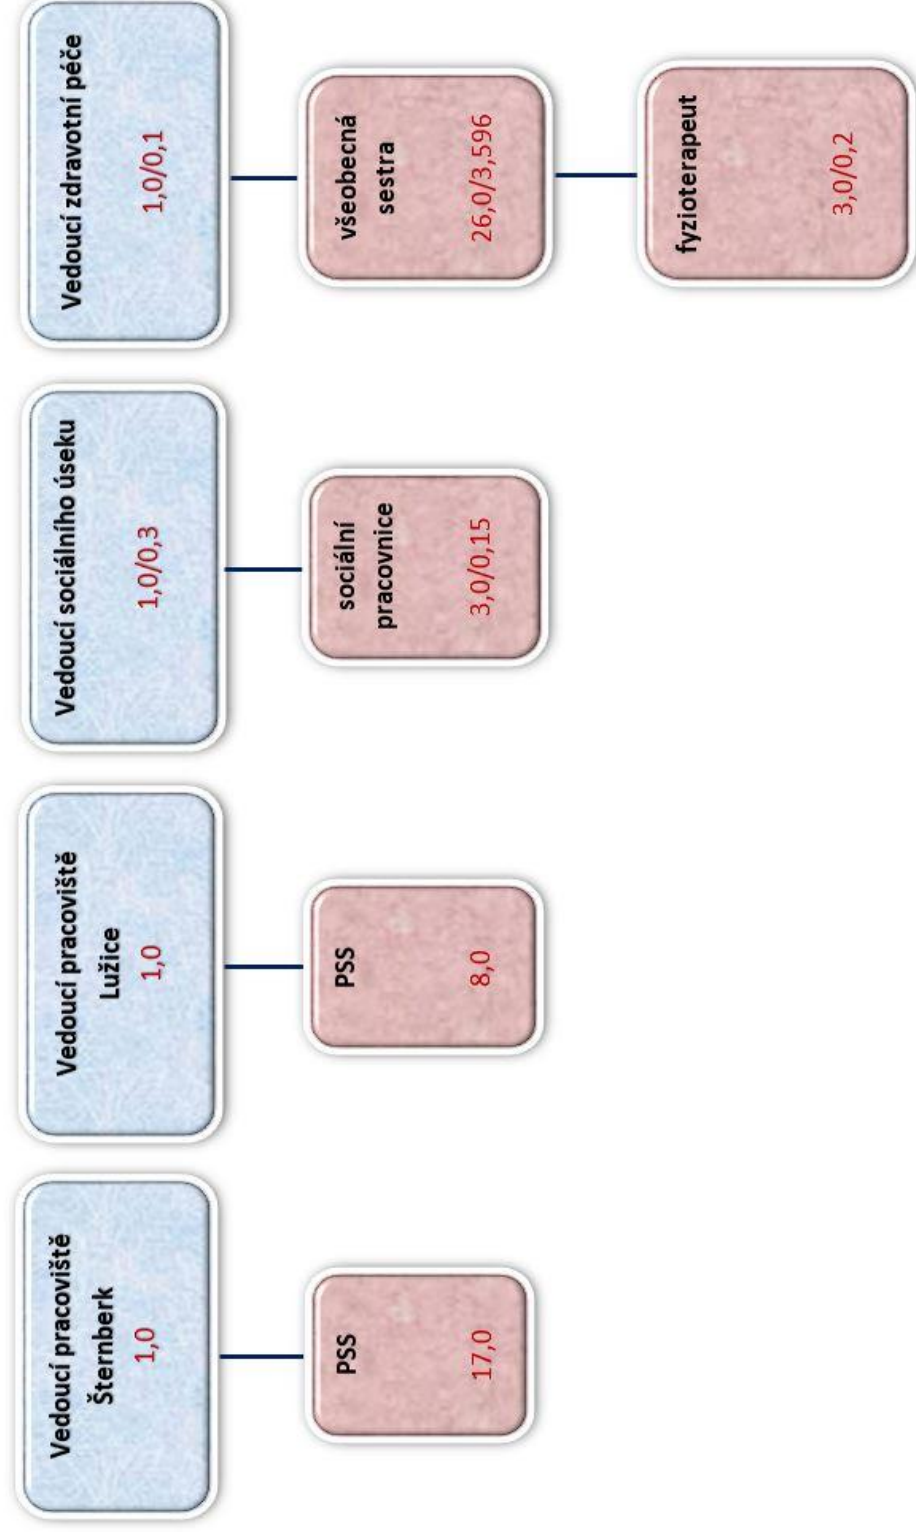 Vedoucí pracoviště
Šternberk
1,0
PSS
17,0
Vedoucí pracoviště
Lužice
1,0
PSS
8,0
Vedoucí sociálního úseku
1,0/0,3
sociální
pracovnice
3,0/0,15
Vedoucí zdravotní péče
1,0/0,1
všeobecná
sestra
26,0/3,596
fyzioterapeut
3,0/0,2